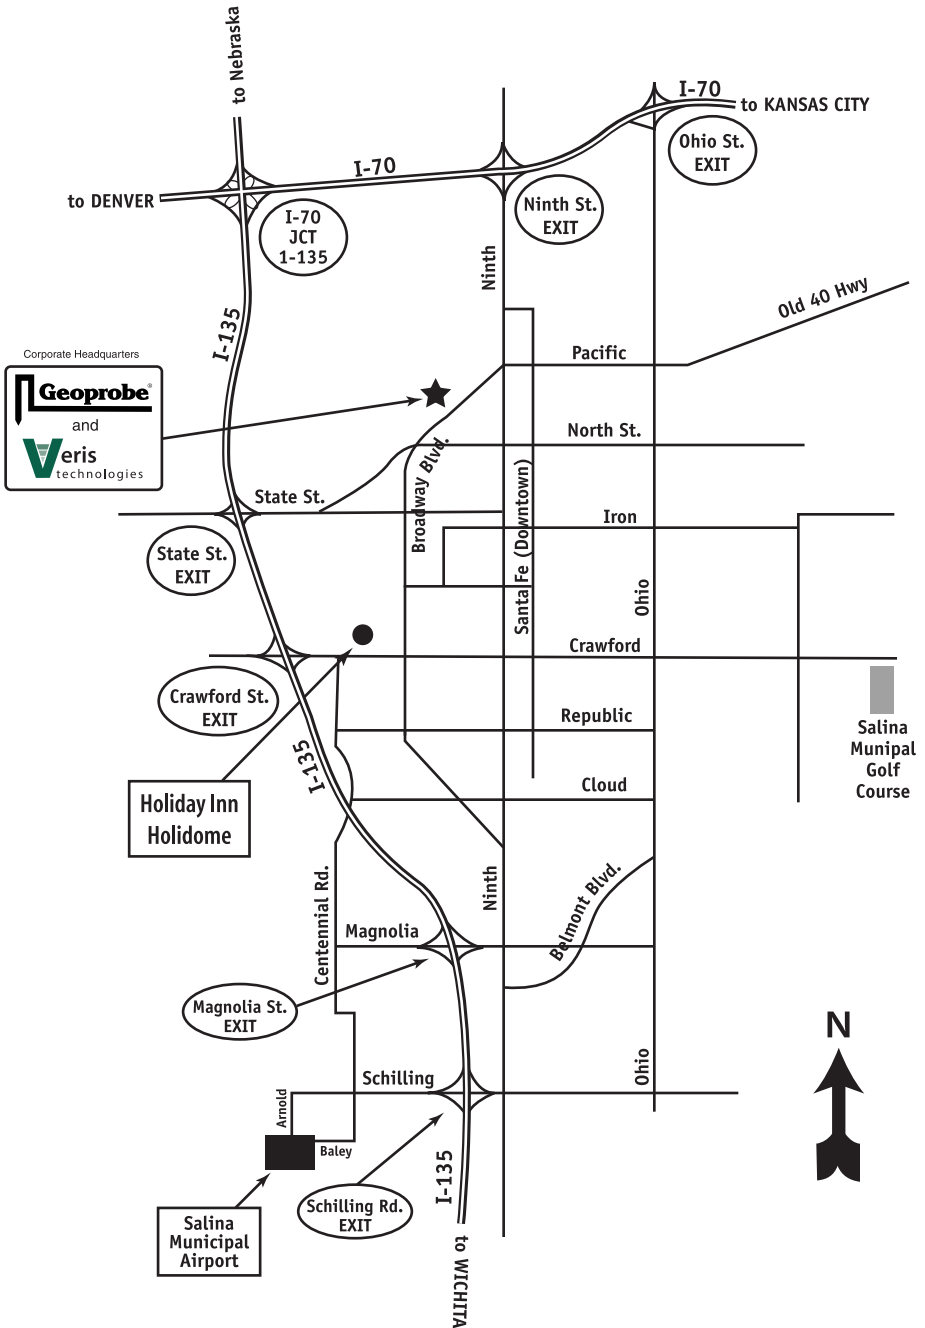 to Nebraska
I-70
to KANSAS CITY
Ohio St.
EXIT
I-70
to DENVER
Ninth St.
EXIT
I-70
JCT
1-135
Ninth
Old 40 Hwy
I-135
Pacific
Corporate Headquarters
Geoprobe®
and
Veris
technologies
North St.
Broadway Blvd.
State St.
Santa Fe (Downtown)
Iron
State St.
EXIT
Ohio
Crawford
Crawford St.
EXIT
Republic
Salina
Munipal
Golf
Course
I-135
Cloud
Holiday Inn
Holidome
Ninth
Centennial Rd.
Belmont Blvd.
Magnolia
Magnolia St.
EXIT
N
Ohio
Schilling
Arnold
Baley
I-135
Schilling Rd.
EXIT
Salina
Municipal
Airport
to WICHITA